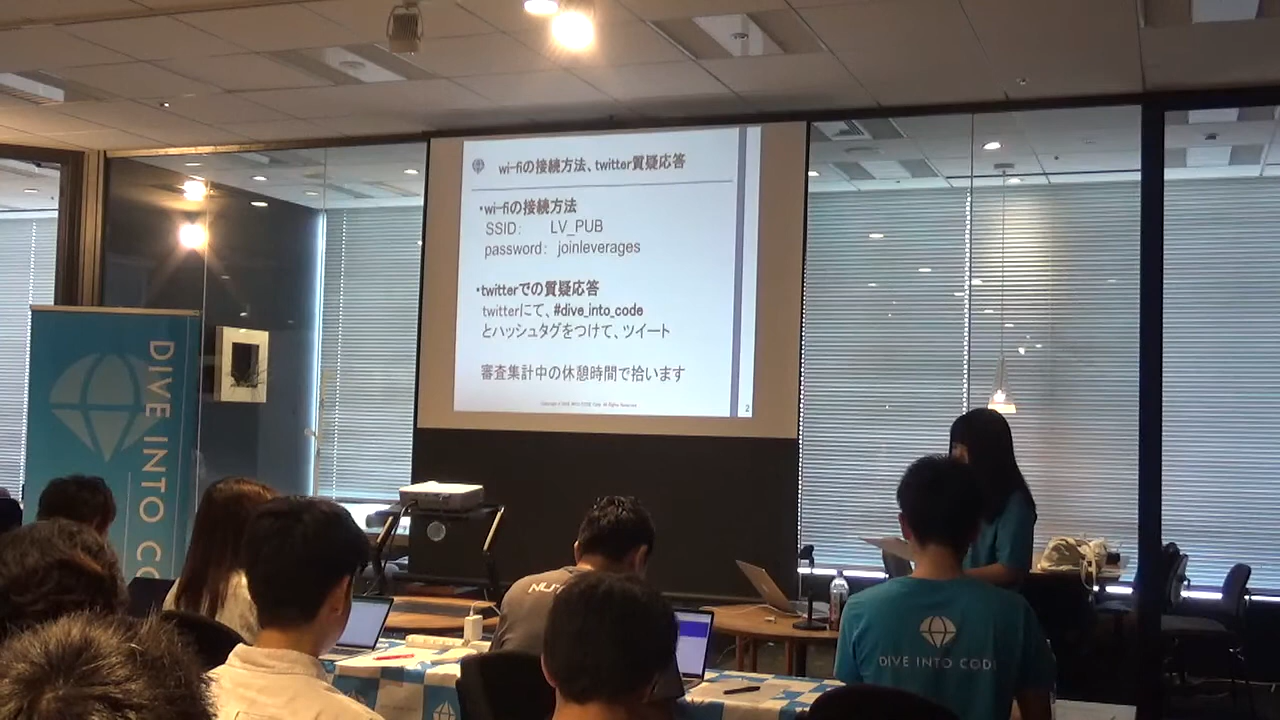 wi-fiの接続方法、twitter質疑応答
・wi-fiの接続方法
SSID: LV_PUB
password: joinleverages
・twitterでの質疑応答
twitterにて、#dive_into_code
とハッシュタグをつけて、ツイート
審査集計中の休憩時間で拾います
2
DIVE INTO C
NUT
DIVE INTO CODE